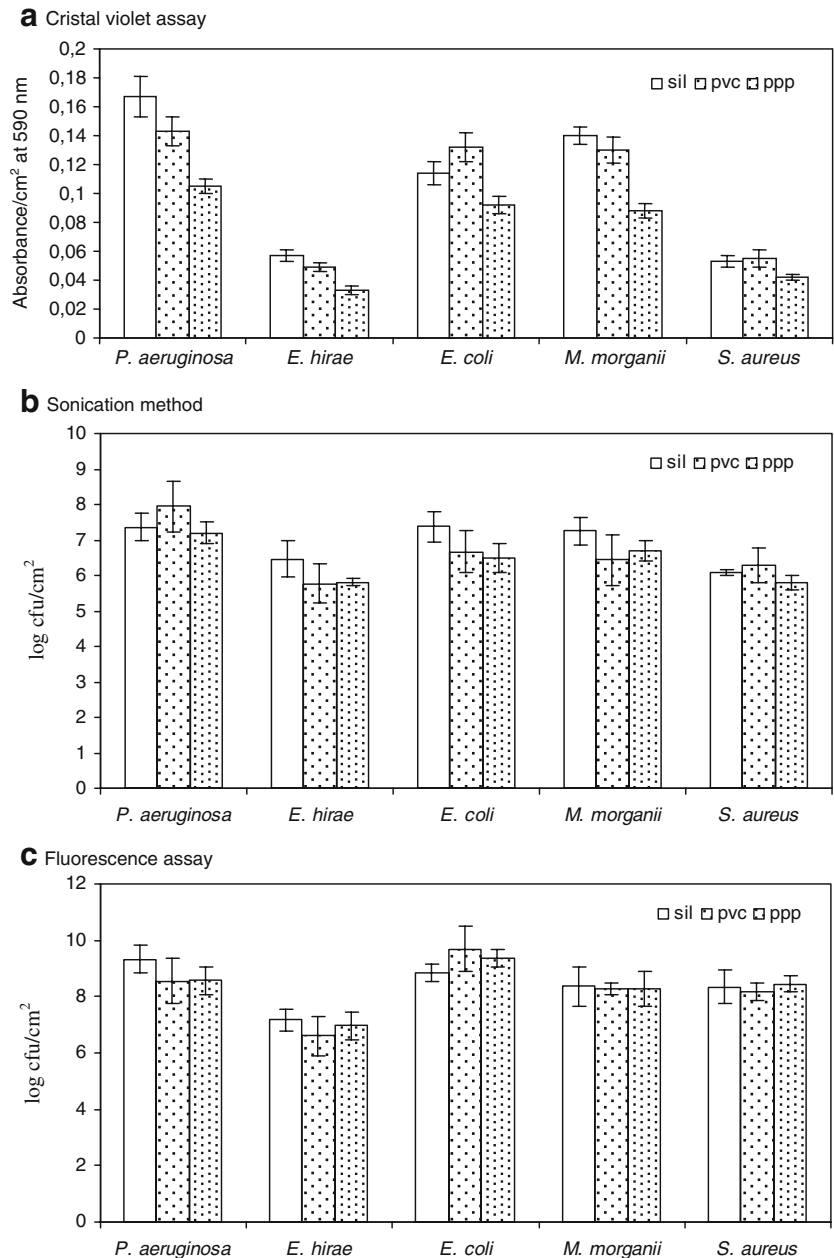 a Cristal violet assay
Absorbance/cm² at 590 nm
0,2
0,18
0,16
0,14
0,12
0,1
0,08
0,06
0,04
0,02
0
sil pvc ppp
P. aeruginosa E. hirae E. coli M. morganii S. aureus
b Sonication method
log cfu/cm²
10
9
8
7
6
5
4
3
2
1
0
sil pvc ppp
P. aeruginosa E. hirae E. coli M. morganii S. aureus
c Fluorescence assay
log cfu/cm²
12
10
8
6
4
2
0
sil pvc ppp
P. aeruginosa E. hirae E. coli M. morganii S. aureus